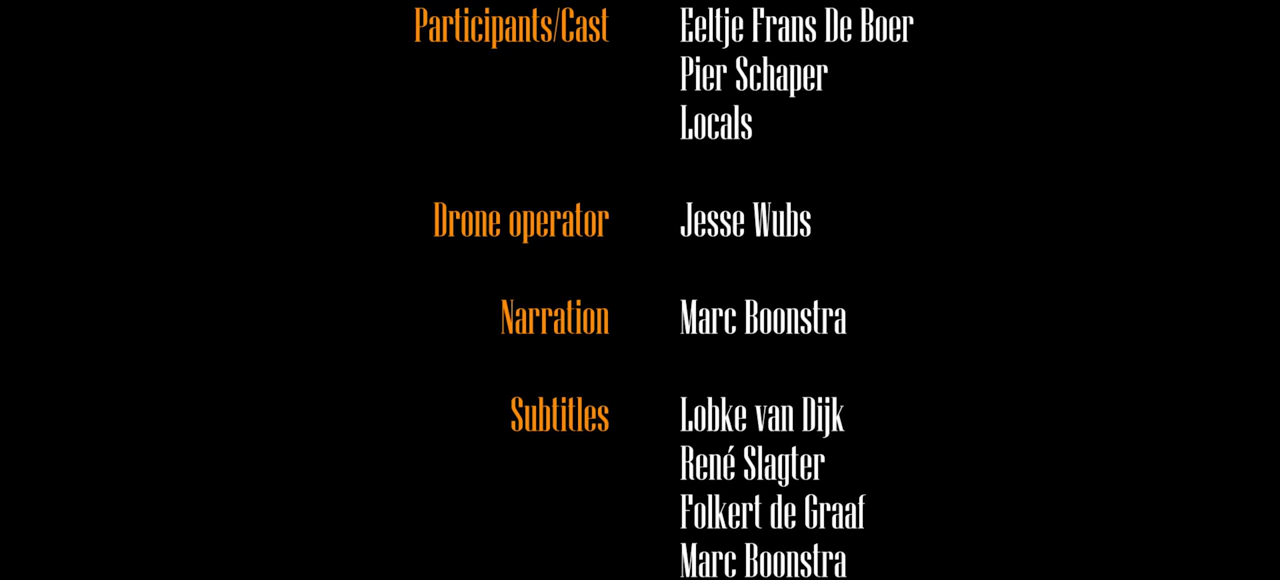 Participants/Cast Eeltje Frans De Boer
Pier Schaper
Locals
Drone operator Jesse Wubs
Narration Marc Boonstra
Subtitles Lobke van Dijk
René Slagter
Folkert de Graaf
Marc Boonstra